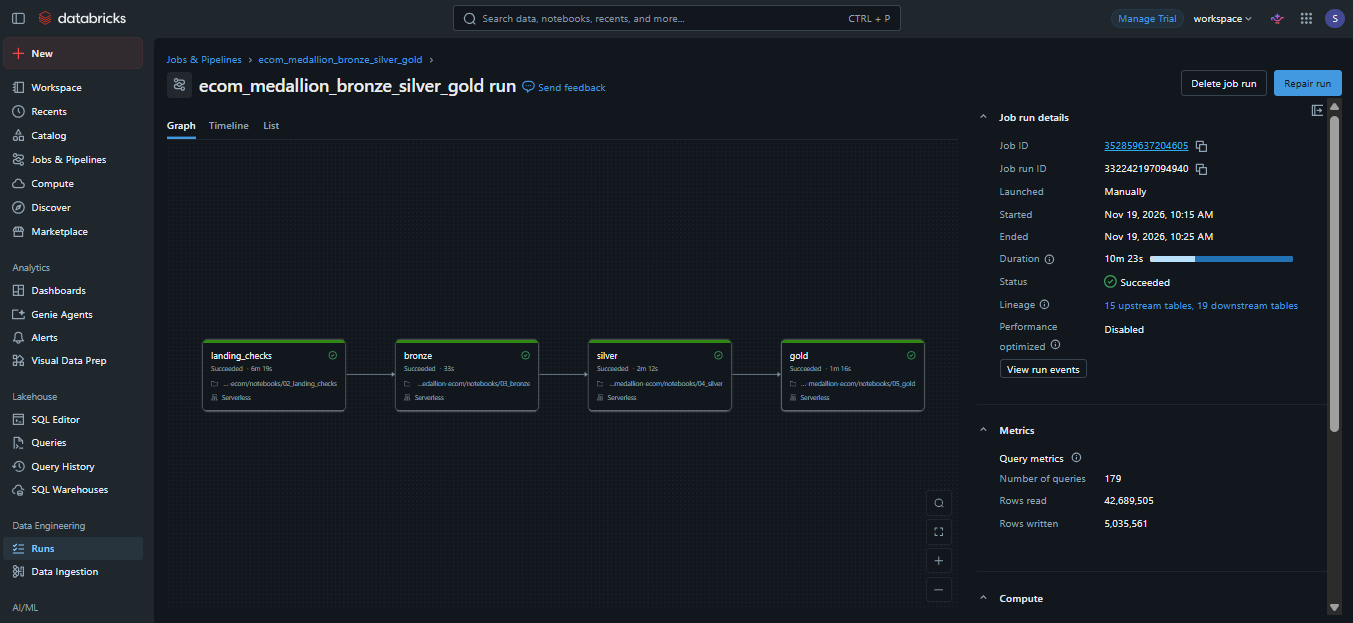 databricks
Search data, notebooks, recents, and more...
CTRL + P
Manage Trial
workspace
S
New
Workspace
Recents
Catalog
Jobs & Pipelines
Compute
Discover
Marketplace
Analytics
Dashboards
Genie Agents
Alerts
Visual Data Prep
Lakehouse
SQL Editor
Queries
Query History
SQL Warehouses
Data Engineering
Runs
Data Ingestion
AI/ML
Jobs & Pipelines › ecom_medallion_bronze_silver_gold ›
ecom_medallion_bronze_silver_gold run
Send feedback
Delete job run
Repair run
Graph
Timeline
List
landing_checks
Succeeded · 6m 19s
...-ecom/notebooks/02_landing_checks
Serverless
bronze
Succeeded · 33s
...edallion-ecom/notebooks/03_bronze
Serverless
silver
Succeeded · 2m 12s
...medallion-ecom/notebooks/04_silver
Serverless
gold
Succeeded · 1m 16s
...-medallion-ecom/notebooks/05_gold
Serverless
Job run details
Job ID 352859637204605
Job run ID 332242197094940
Launched Manually
Started Nov 19, 2026, 10:15 AM
Ended Nov 19, 2026, 10:25 AM
Duration 10m 23s
Status Succeeded
Lineage 15 upstream tables, 19 downstream tables
Performance
optimized
Disabled
View run events
Metrics
Query metrics
Number of queries 179
Rows read 42,689,505
Rows written 5,035,561
Compute